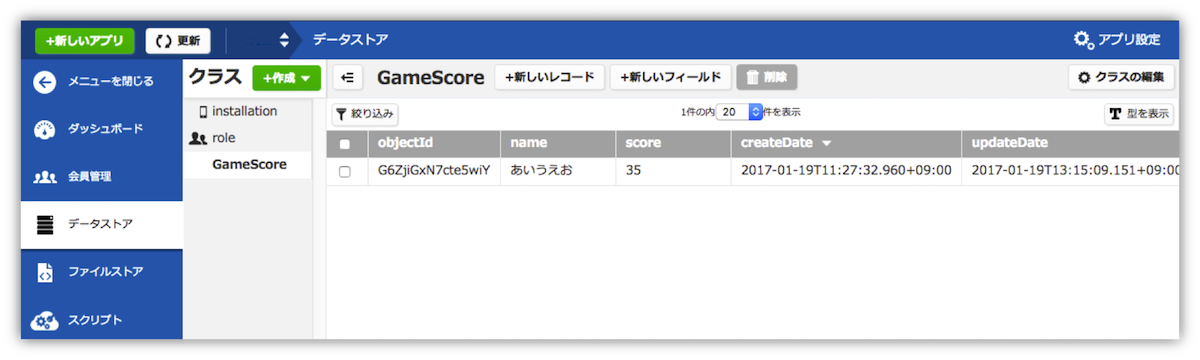 +新しいアプリ 更新 データストア アプリ設定
メニューを閉じる
ダッシュボード
会員管理
データストア
ファイルストア
スクリプト
クラス +作成
installation
role
GameScore
GameScore +新しいレコード +新しいフィールド 削除 クラスの編集
絞り込み 1件の内 20 件を表示 型を表示
objectId name score createDate updateDate
G6ZjiGxN7cte5wiY あいうえお 35 2017-01-19T11:27:32.960+09:00 2017-01-19T13:15:09.151+09:00